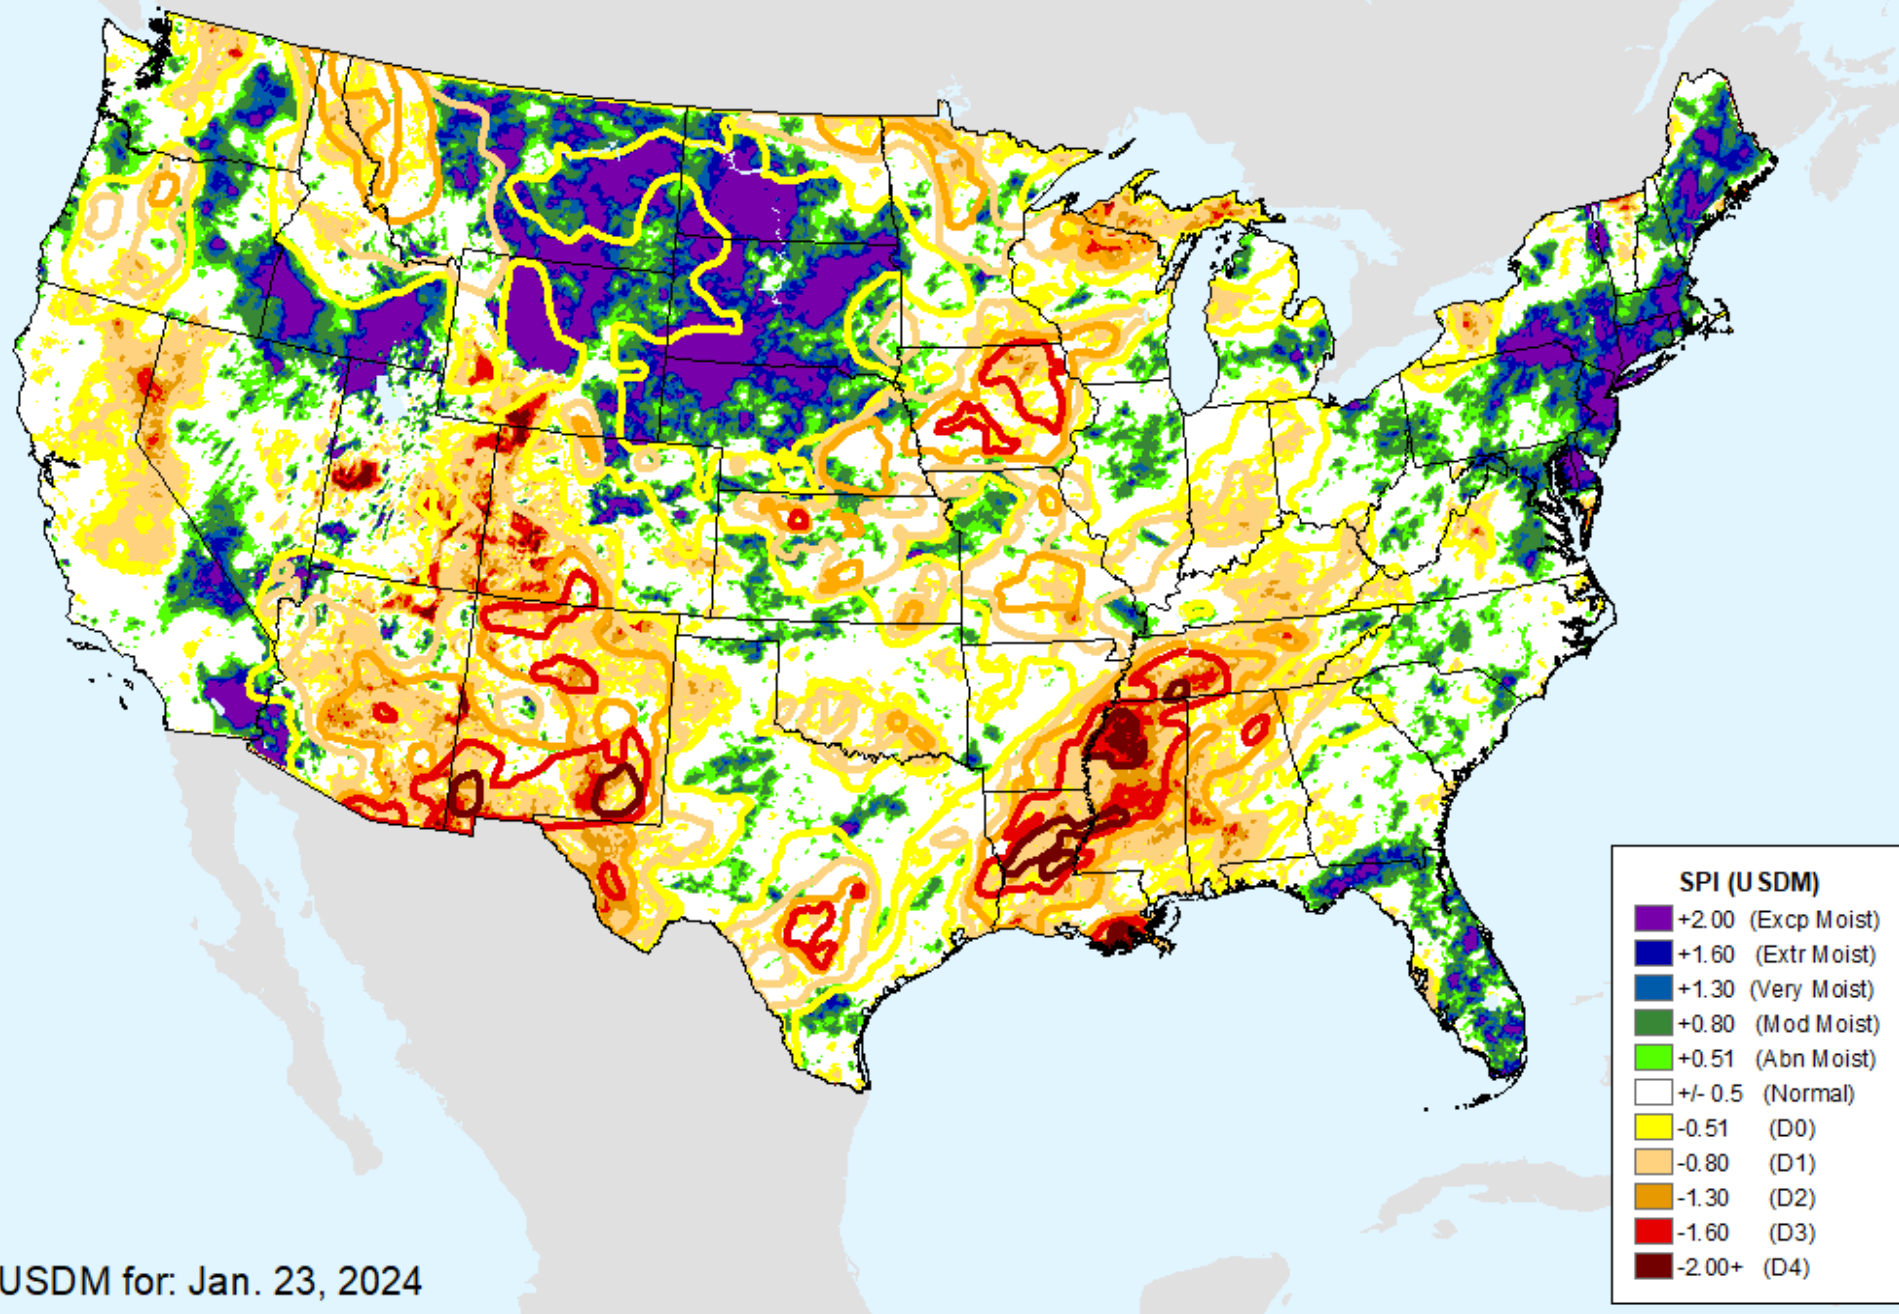 SPI (USDM)
+2.00 (Excp Moist)
+1.60 (Extr Moist)
+1.30 (Very Moist)
+0.80 (Mod Moist)
+0.51 (Abn Moist)
+/- 0.5 (Normal)
-0.51 (D0)
-0.80 (D1)
-1.30 (D2)
-1.60 (D3)
-2.00+ (D4)
USDM for: Jan. 23, 2024